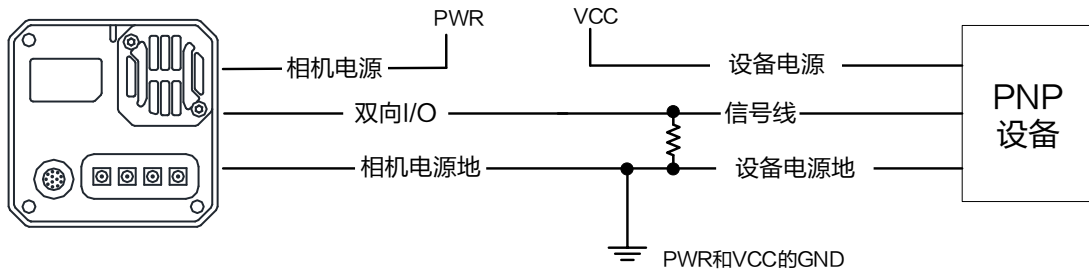 PWR
VCC
相机电源
设备电源
双向I/O
信号线
PNP
设备
相机电源地
设备电源地
PWR和VCC的GND